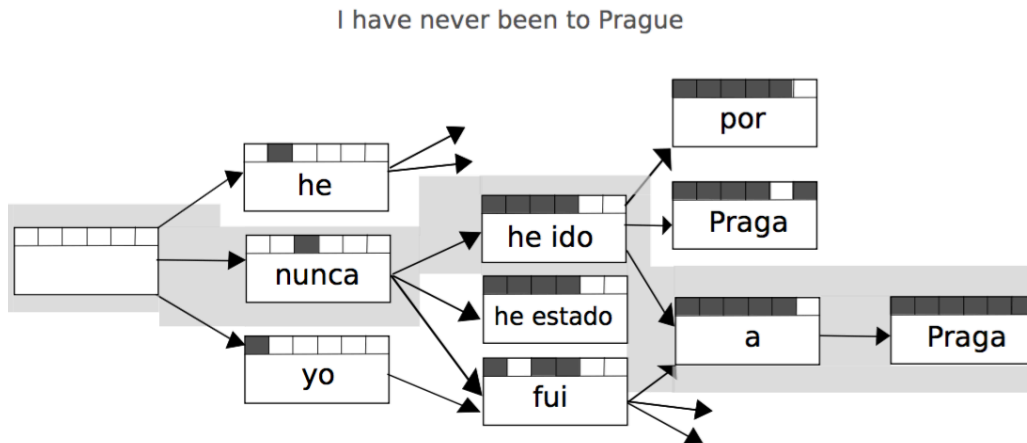 I have never been to Prague
por
he
Praga
he ido
nunca
he estado
a
Praga
yo
fui